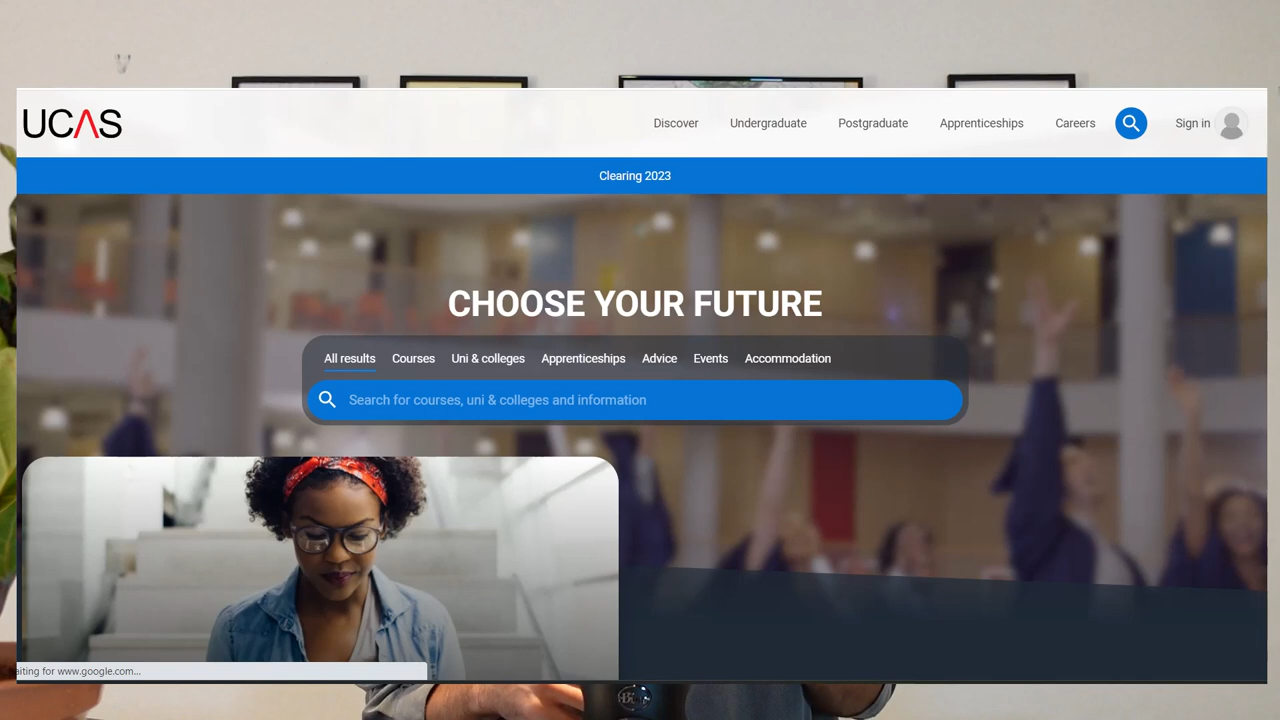 UCAS
Discover Undergraduate Postgraduate Apprenticeships Careers Sign in
Clearing 2023
CHOOSE YOUR FUTURE
All results Courses Uni & colleges Apprenticeships Advice Events Accommodation
Search for courses, uni & colleges and information
aiting for www.google.com...